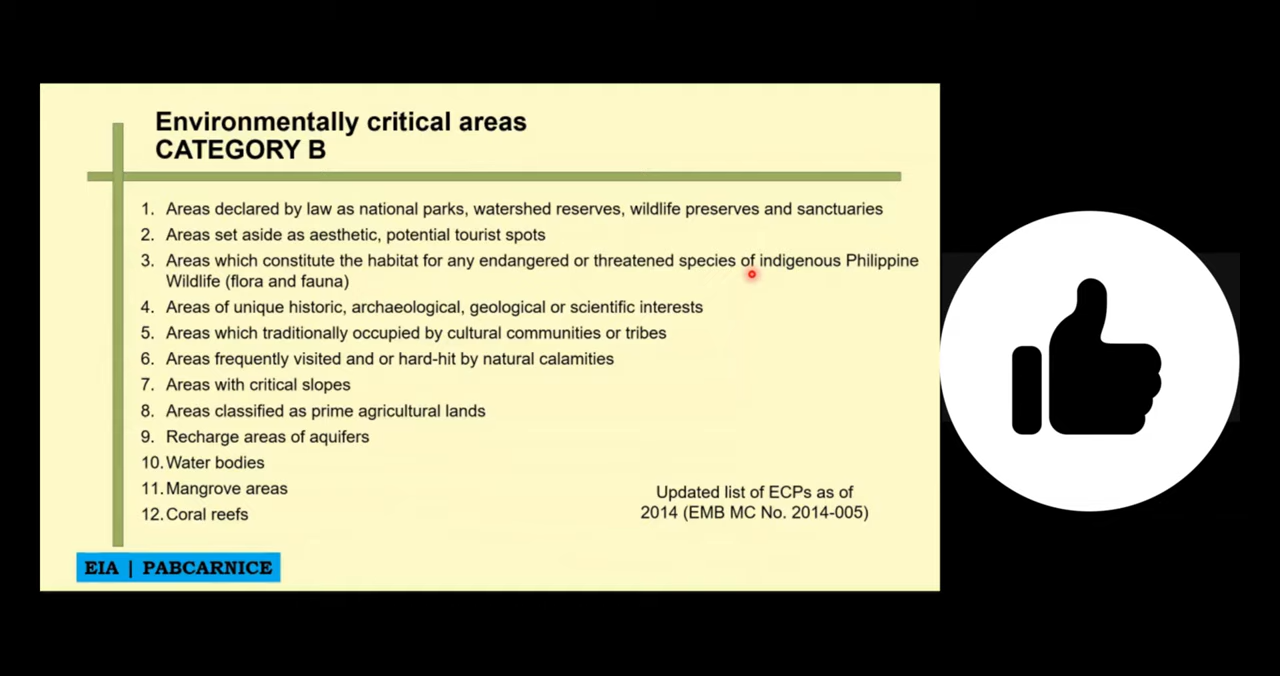 Environmentally critical areas
CATEGORY B
1. Areas declared by law as national parks, watershed reserves, wildlife preserves and sanctuaries
2. Areas set aside as aesthetic, potential tourist spots
3. Areas which constitute the habitat for any endangered or threatened species of indigenous Philippine
Wildlife (flora and fauna)
4. Areas of unique historic, archaeological, geological or scientific interests
5. Areas which traditionally occupied by cultural communities or tribes
6. Areas frequently visited and or hard-hit by natural calamities
7. Areas with critical slopes
8. Areas classified as prime agricultural lands
9. Recharge areas of aquifers
10. Water bodies
11. Mangrove areas
12. Coral reefs
Updated list of ECPs as of
2014 (EMB MC No. 2014-005)
EIA | PABCARNICE